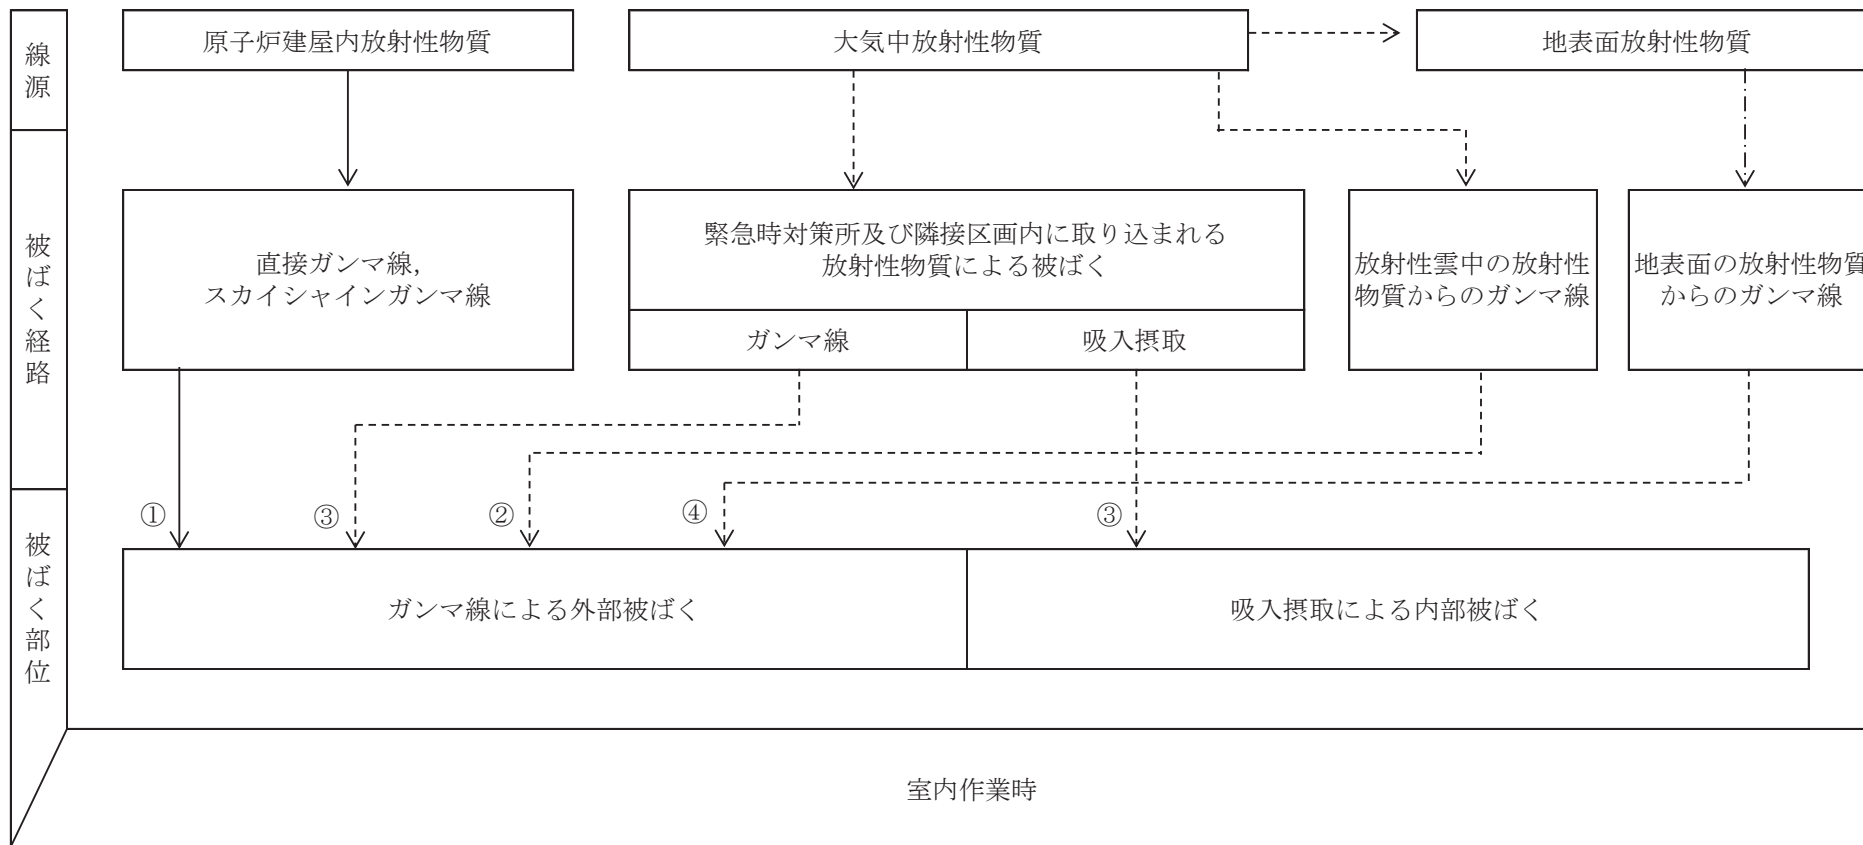 線源
原子炉建屋内放射性物質
大気中放射性物質
地表面放射性物質
被ばく経路
直接ガンマ線,
スカイシャインガンマ線
緊急時対策所及び隣接区画内に取り込まれる
放射性物質による被ばく
ガンマ線
吸入摂取
放射性雲中の放射性
物質からのガンマ線
地表面の放射性物質
からのガンマ線
被ばく部位
①
③
②
④
③
ガンマ線による外部被ばく
吸入摂取による内部被ばく
室内作業時